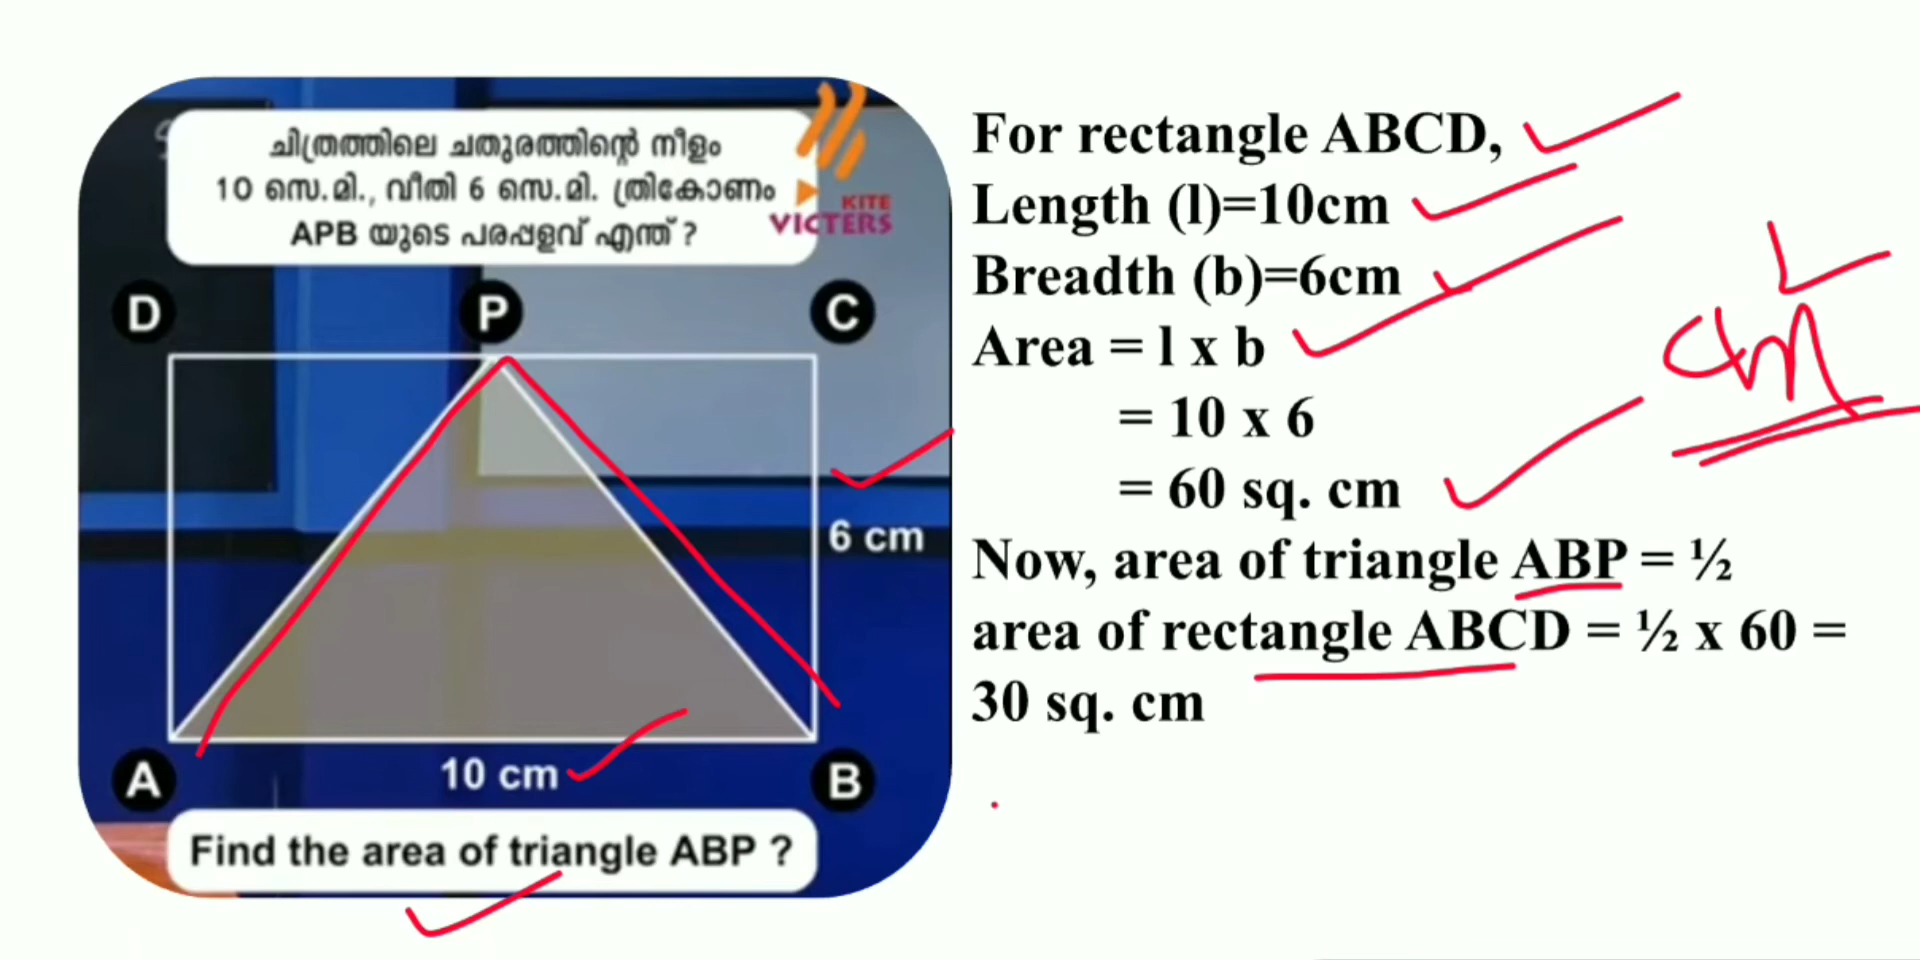 ചിത്രത്തിലെ ചതുരത്തിന്റെ നീളം
10 സെ.മി., വീതി 6 സെ.മി. ത്രികോണം
APB യുടെ പരപ്പളവ് എന്ത് ?
KITE
VICTERS
D
P
C
6 cm
A
10 cm
B
Find the area of triangle ABP ?
For rectangle ABCD,
Length (l)=10cm
Breadth (b)=6cm
Area = l x b
= 10 x 6
= 60 sq. cm
Now, area of triangle ABP = ½
area of rectangle ABCD = ½ x 60 =
30 sq. cm
cm